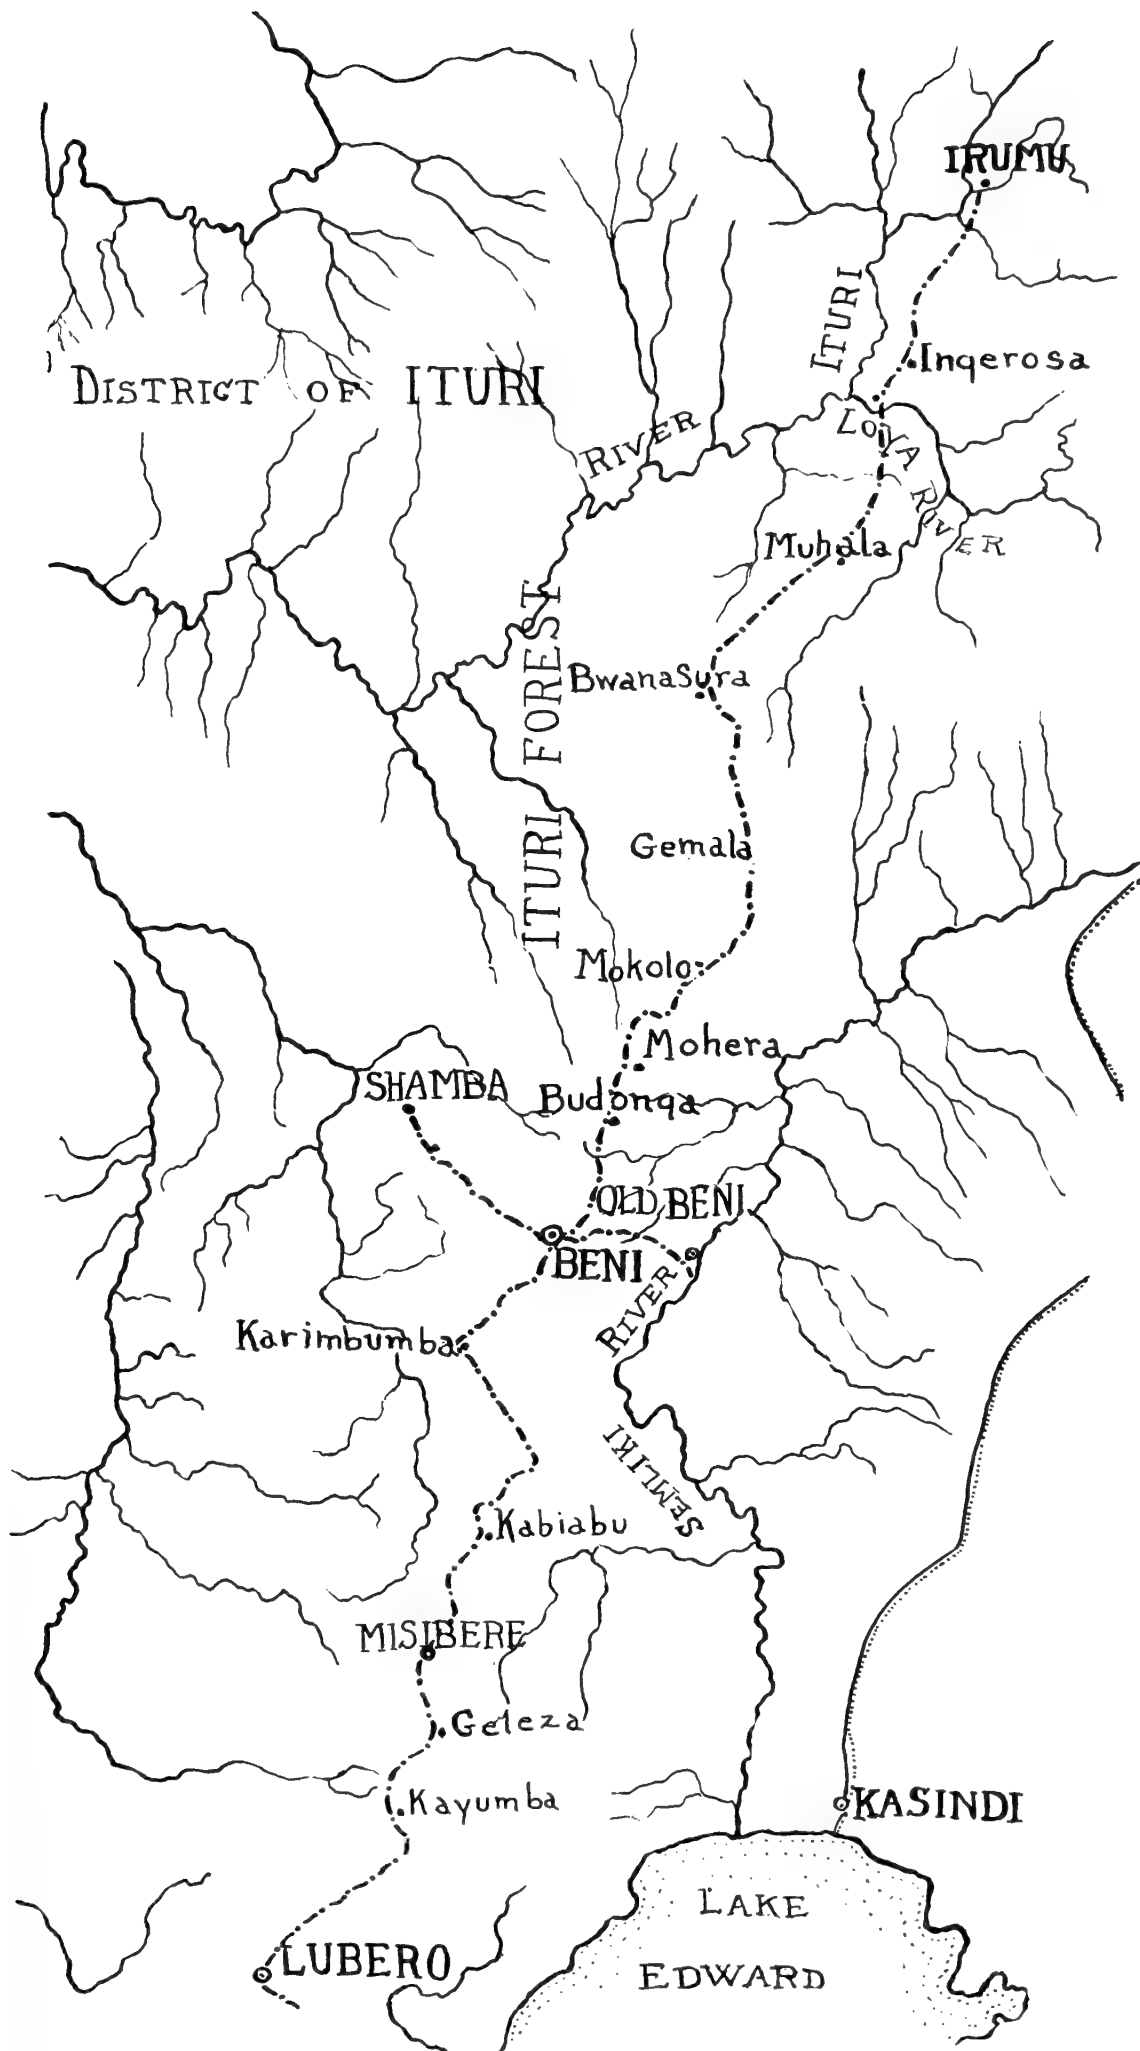 IRUMU
ITURI
Inqerosa
DISTRICT OF ITURI
RIVER
LOYA RIVER
Muhala
ITURI FOREST
BwanaSura
Gemala
Mokolo
Mohera
SHAMBA
Budonqa
OLD BENI
BENI
RIVER
Karimbumba
SEMLIKI
Kabiabu
MISIBERE
Geleza
Kayumba
KASINDI
LAKE
EDWARD
LUBERO